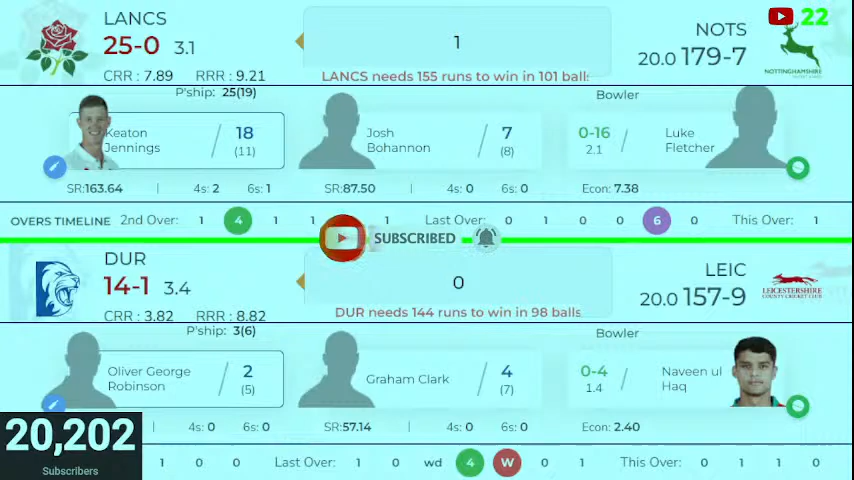 LANCS
25-0 3.1
CRR : 7.89 RRR : 9.21
1
LANCS needs 155 runs to win in 101 ball:
22
NOTS
20.0 179-7
NOTTINGHAMSHIRE
P'ship: 25(19)
Bowler
Keaton Jennings
18
(11)
Josh Bohannon
7
(8)
0-16
2.1
Luke Fletcher
SR:163.64 4s: 2 6s: 1 SR:87.50 4s: 0 6s: 0 Econ: 7.38
OVERS TIMELINE 2nd Over: 1 4 1 1 1 Last Over: 0 1 0 0 6 0 This Over: 1
SUBSCRIBED
DUR
14-1 3.4
CRR : 3.82 RRR : 8.82
0
DUR needs 144 runs to win in 98 balls
LEIC
20.0 157-9
LEICESTERSHIRE
COUNTY CRICKET CLUB
P'ship: 3(6)
Bowler
Oliver George Robinson
2
(5)
Graham Clark
4
(7)
0-4
1.4
Naveen ul Haq
4s: 0 6s: 0 SR:57.14 4s: 0 6s: 0 Econ: 2.40
20,202
Subscribers
1 0 0 Last Over: 1 0 wd 4 W 0 1 This Over: 0 1 1 0